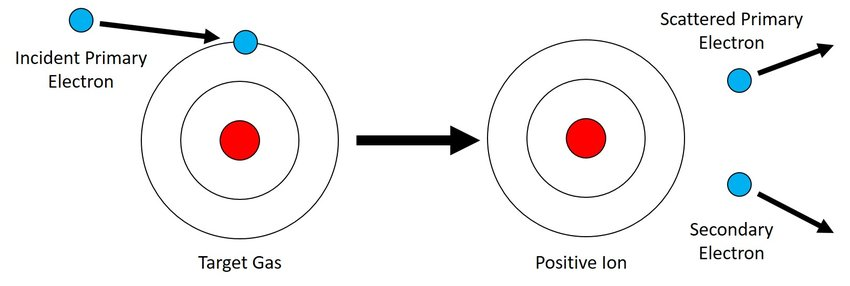 Incident Primary
Electron
Target Gas
Positive Ion
Scattered Primary
Electron
Secondary
Electron